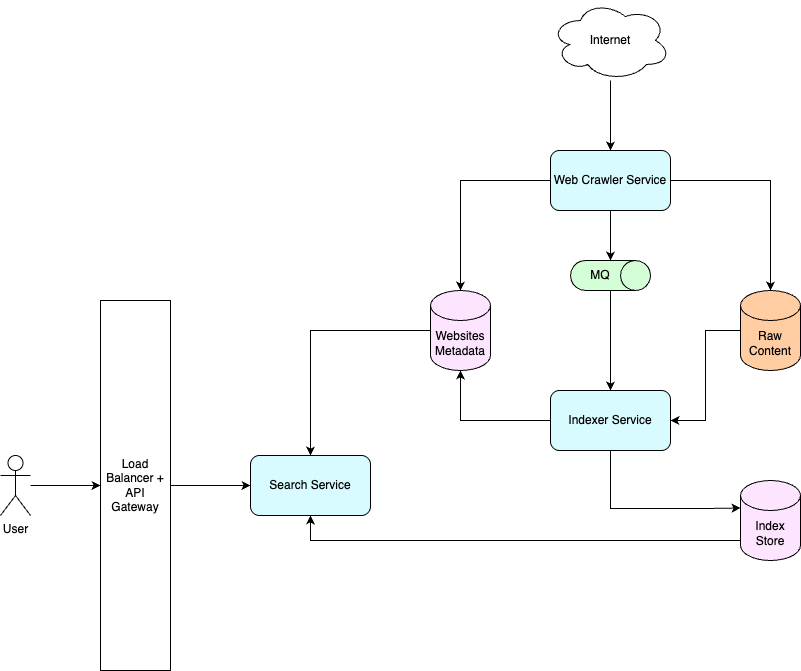 Internet
Web Crawler Service
MQ
Websites
Metadata
Raw
Content
Indexer Service
Load
Balancer +
API
Gateway
Search Service
User
Index
Store